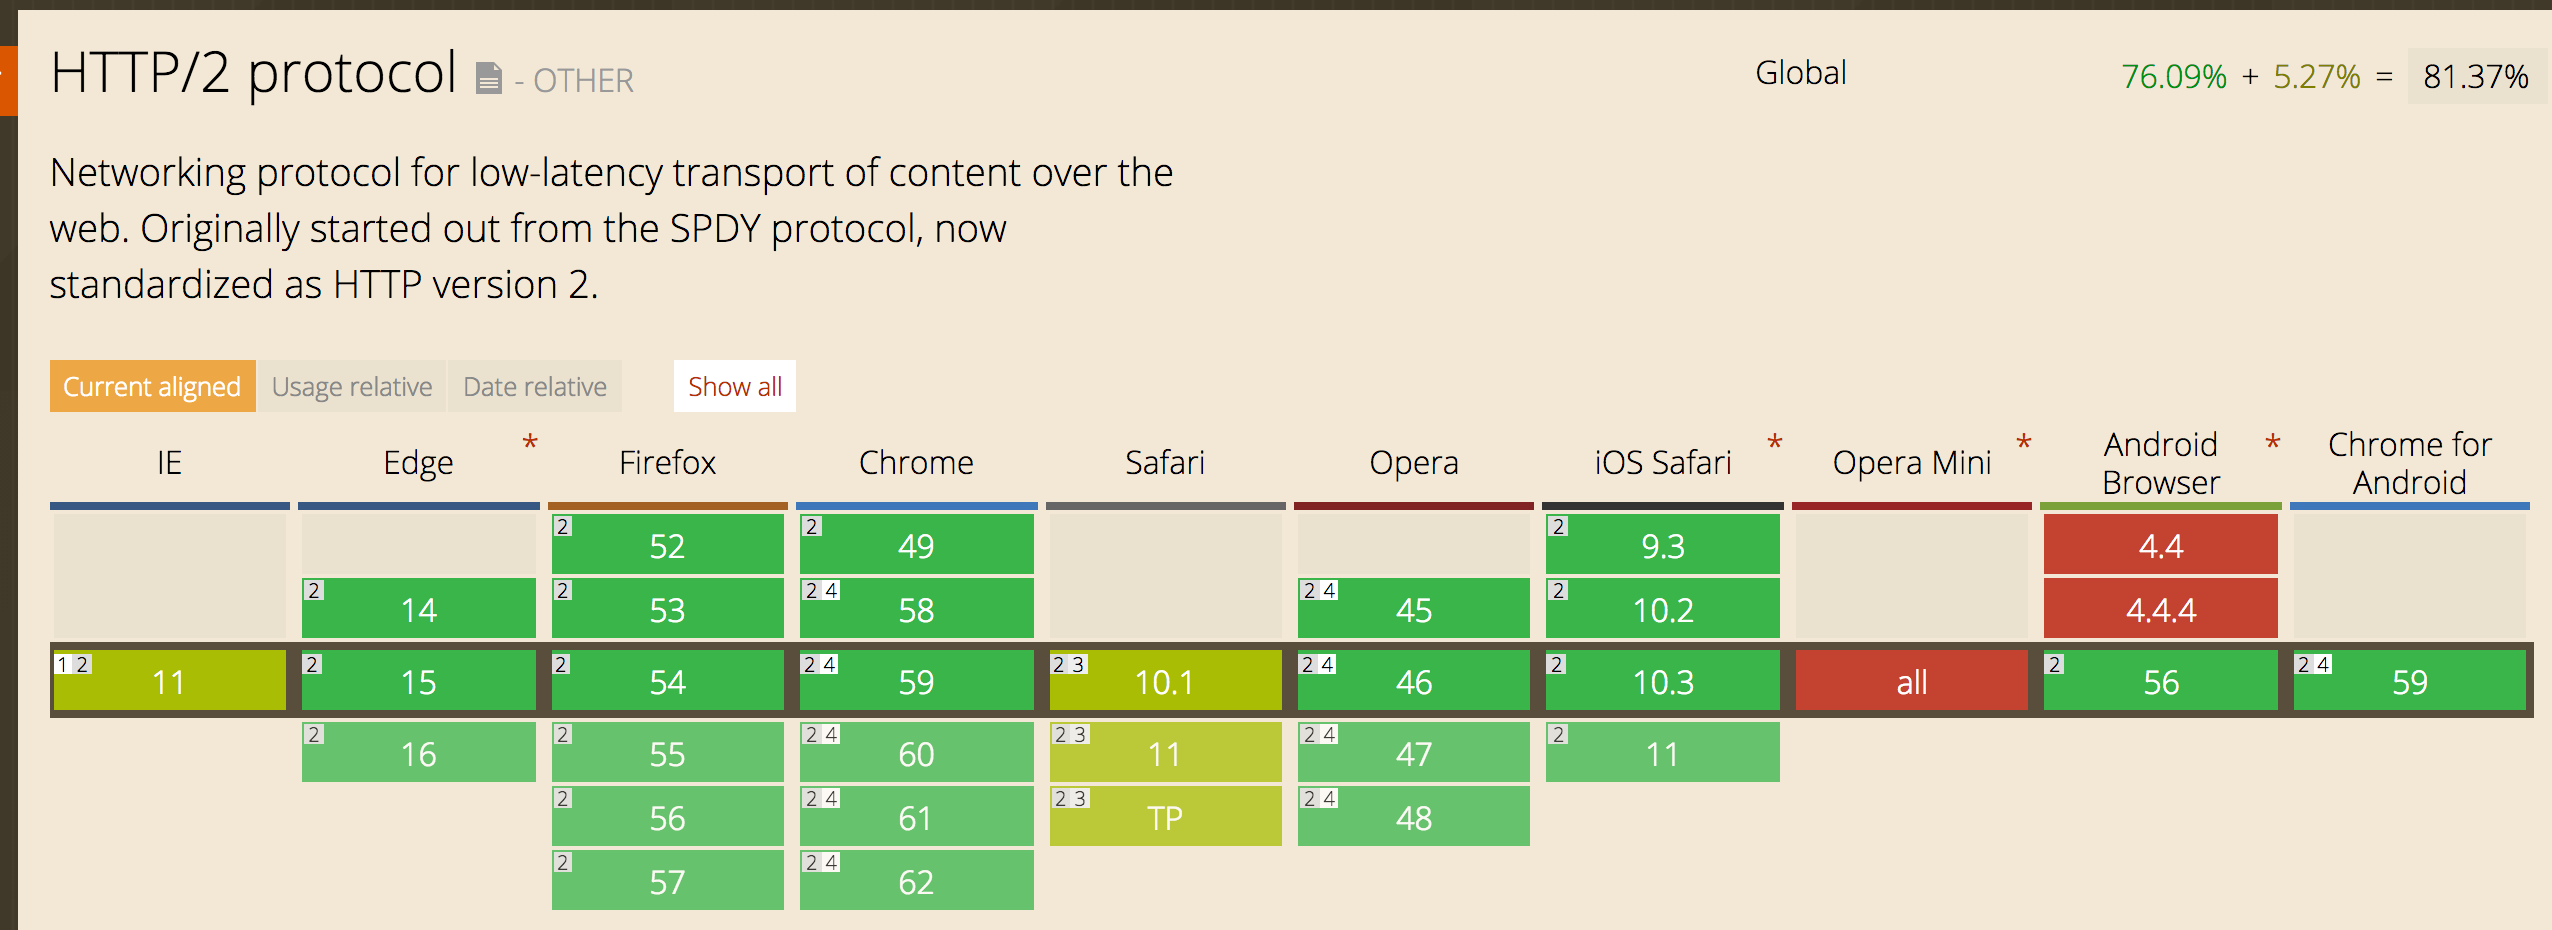 HTTP/2 protocol - OTHER
Global 76.09% + 5.27% = 81.37%
Networking protocol for low-latency transport of content over the
web. Originally started out from the SPDY protocol, now
standardized as HTTP version 2.
Current aligned Usage relative Date relative Show all
IE Edge * Firefox Chrome Safari Opera iOS Safari * Opera Mini * Android Browser * Chrome for Android
2 52 2 49 2 9.3 4.4
2 14 2 53 2 4 58 2 4 45 2 10.2 4.4.4
1 2 11 2 15 2 54 2 4 59 2 3 10.1 2 4 46 2 10.3 all 2 56 2 4 59
2 16 2 55 2 4 60 2 3 11 2 4 47 2 11
2 56 2 4 61 2 3 TP 2 4 48
2 57 2 4 62